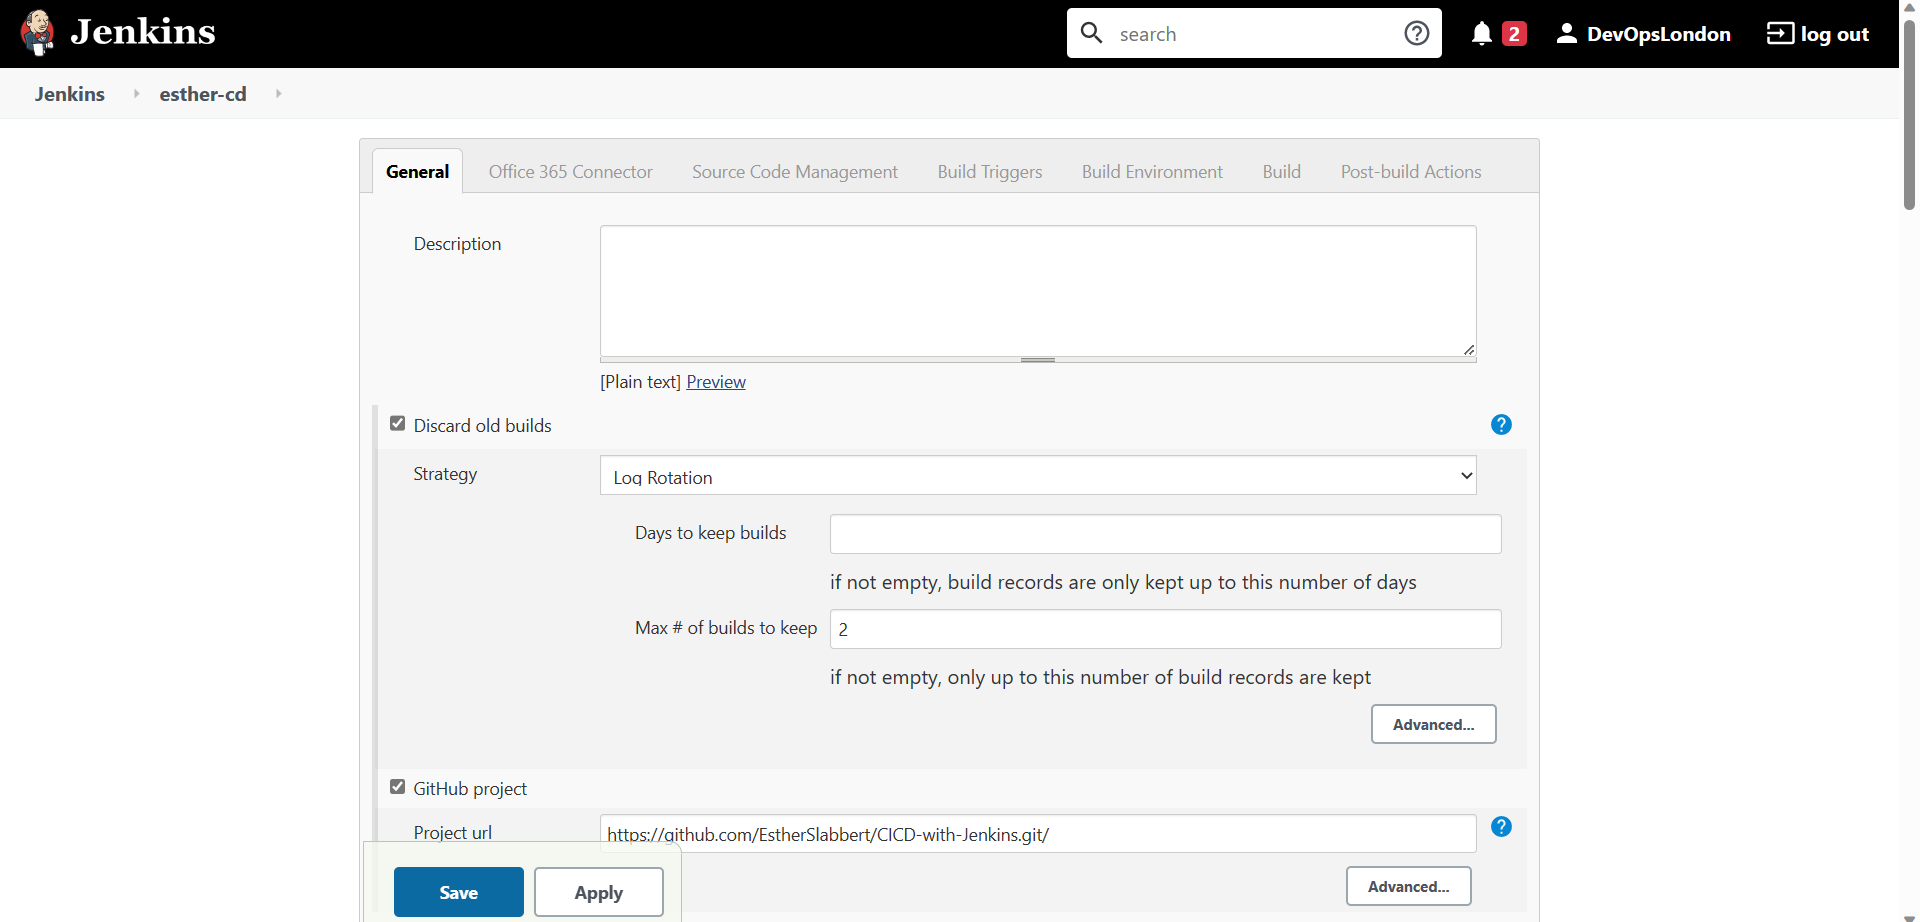 Jenkins
search
2
DevOpsLondon
log out
Jenkins
esther-cd
General
Office 365 Connector
Source Code Management
Build Triggers
Build Environment
Build
Post-build Actions
Description
[Plain text] Preview
Discard old builds
?
Strategy
Log Rotation
Days to keep builds
if not empty, build records are only kept up to this number of days
Max # of builds to keep
2
if not empty, only up to this number of build records are kept
Advanced...
GitHub project
Project url
https://github.com/EstherSlabbert/CICD-with-Jenkins.git/
?
Save
Apply
Advanced...